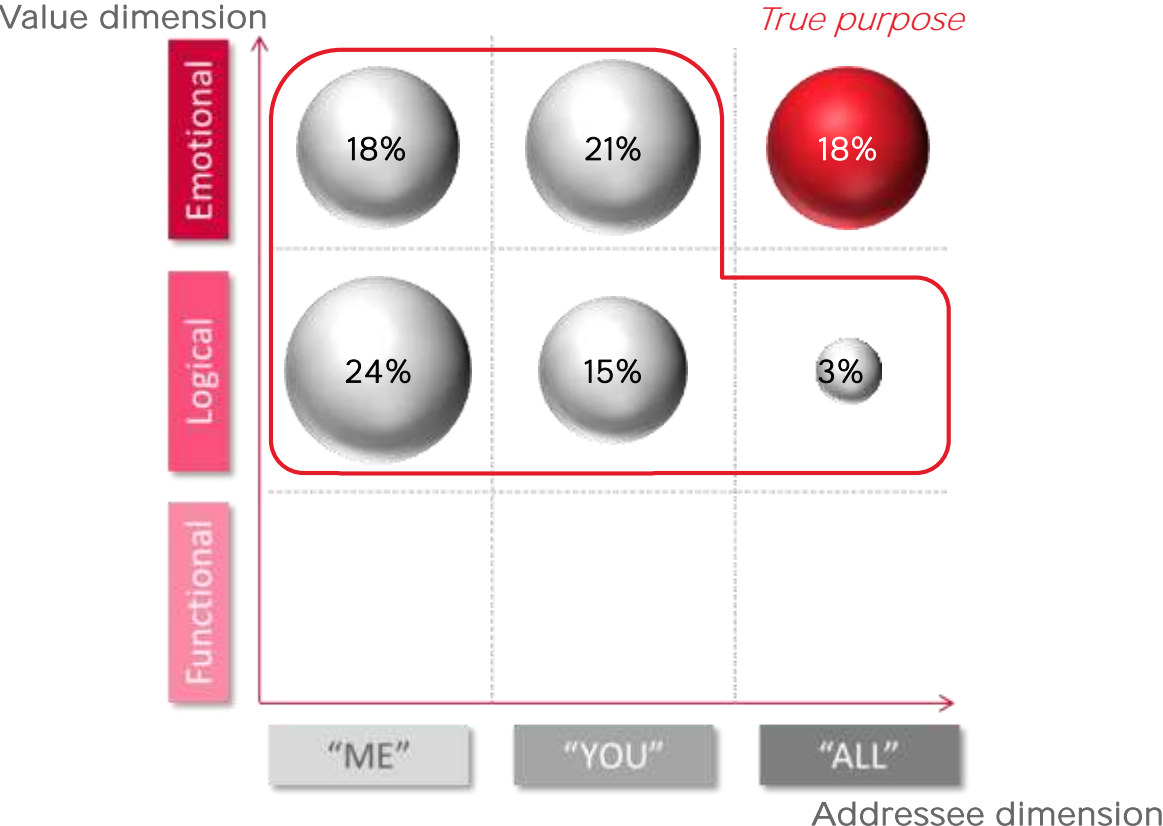 Value dimension
True purpose
Emotional
18%
21%
18%
Logical
24%
15%
3%
Functional
“ME”
“YOU”
“ALL”
Addressee dimension